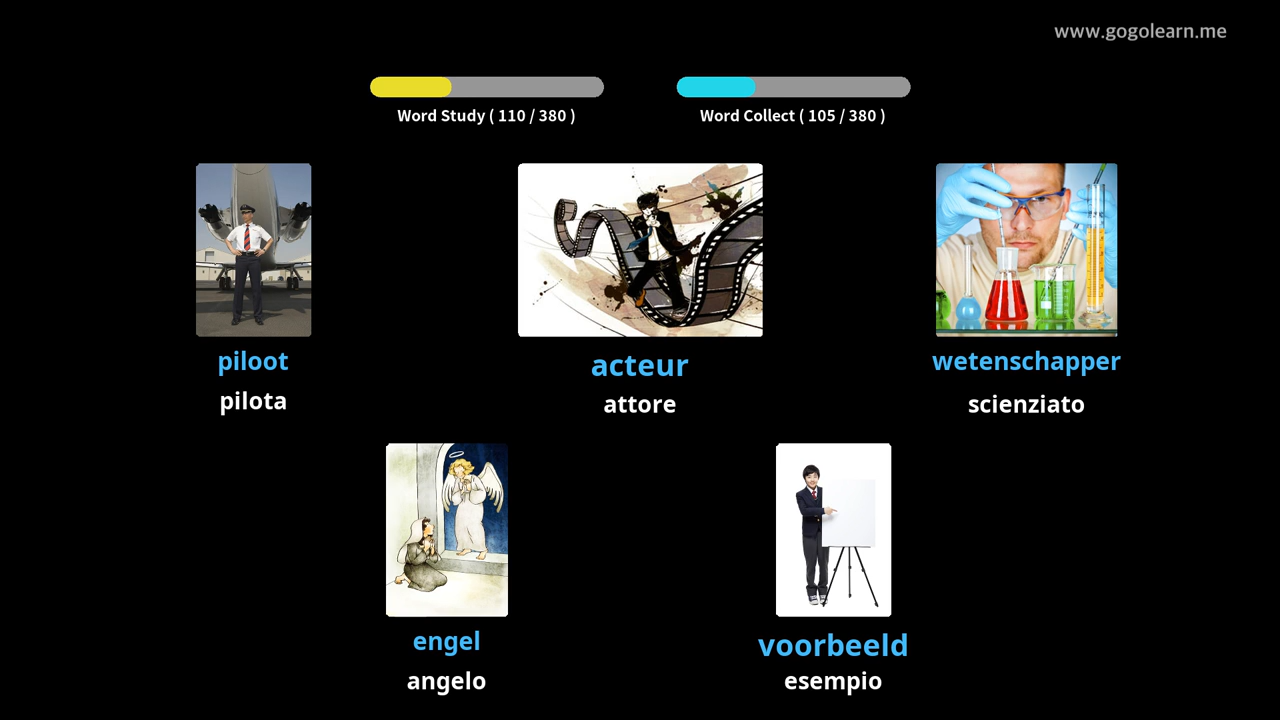 www.gogolearn.me
Word Study ( 110 / 380 )
Word Collect ( 105 / 380 )
piloot
pilota
acteur
attore
wetenschapper
scienziato
engel
angelo
voorbeeld
esempio